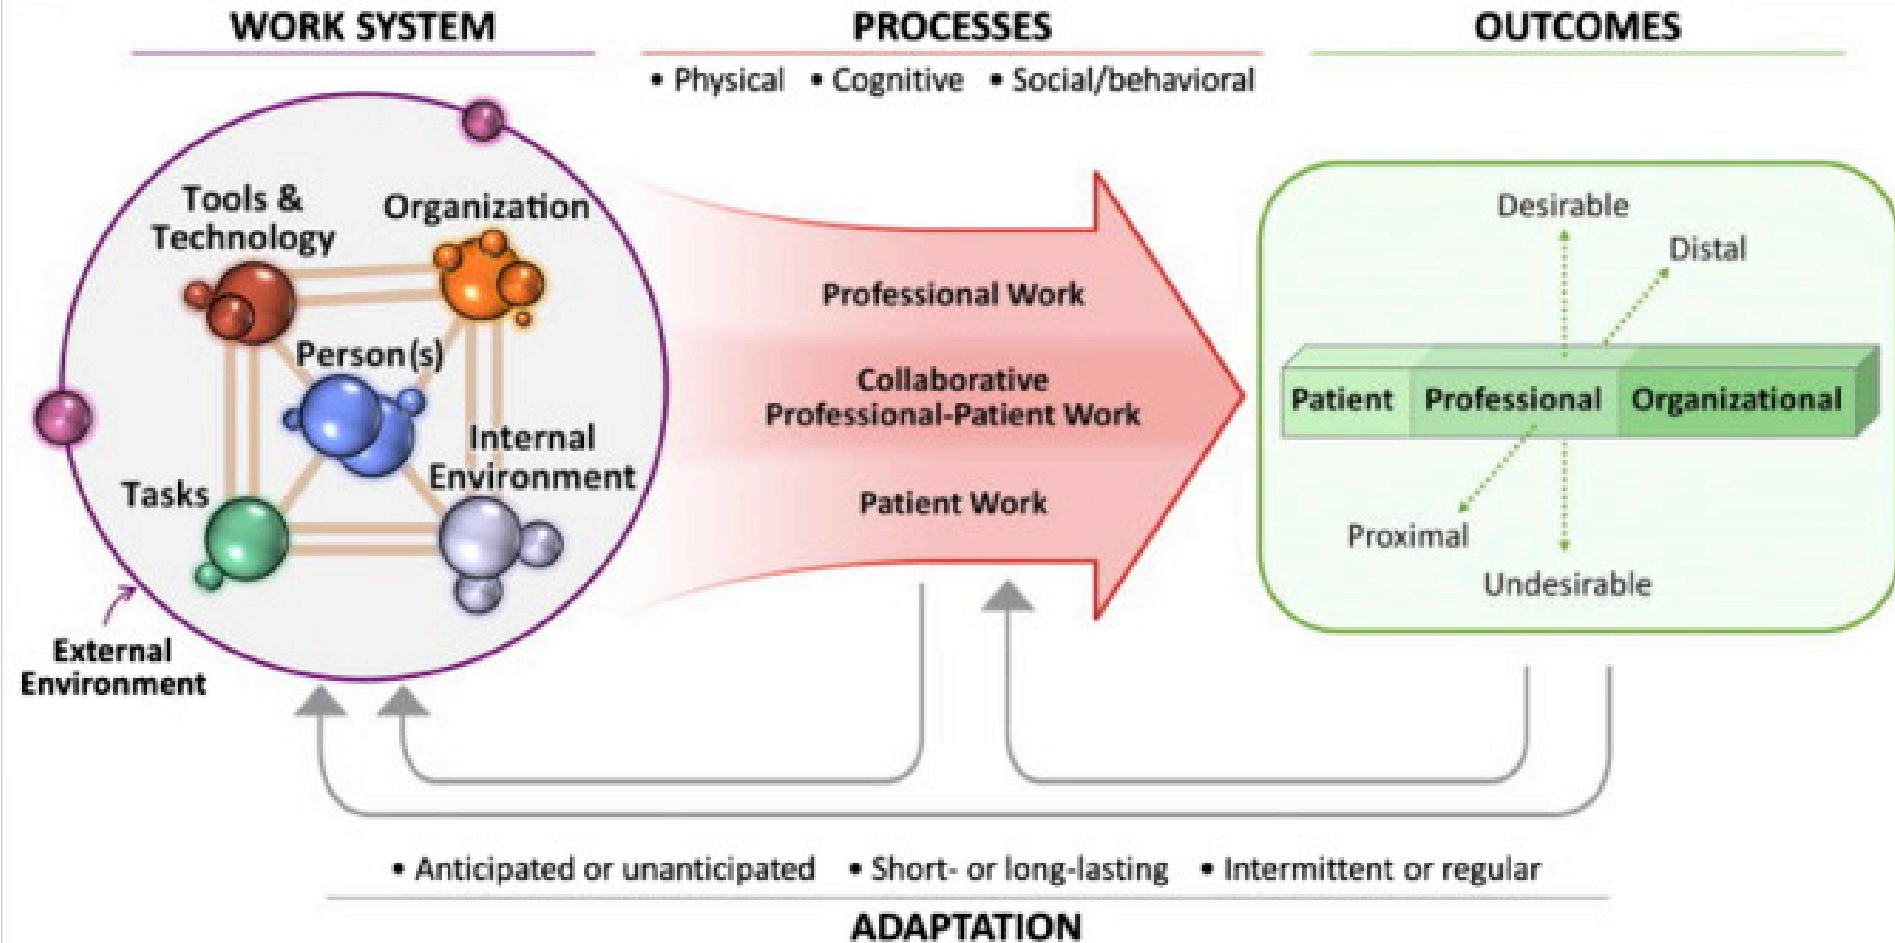 WORK SYSTEM
PROCESSES
OUTCOMES
• Physical • Cognitive • Social/behavioral
Tools &
Technology
Organization
Person(s)
Internal
Environment
Tasks
External
Environment
Professional Work
Collaborative
Professional-Patient Work
Patient Work
Desirable
Distal
Patient Professional Organizational
Proximal
Undesirable
• Anticipated or unanticipated • Short- or long-lasting • Intermittent or regular
ADAPTATION